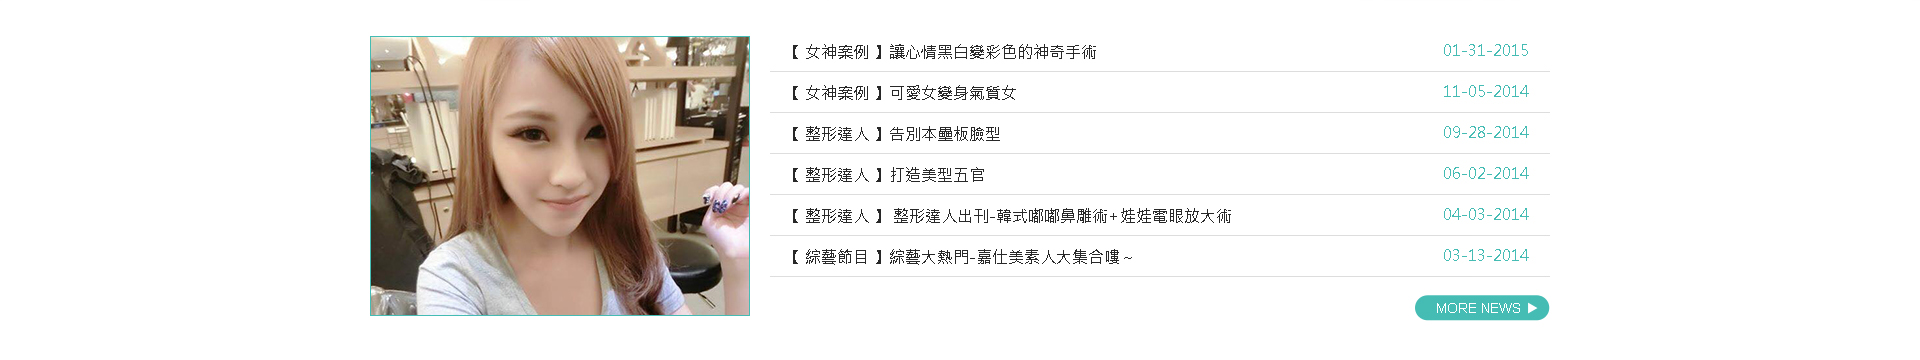 【 女神案例 】讓心情黑白變彩色的神奇手術 01-31-2015
【 女神案例 】可愛女變身氣質女 11-05-2014
【 整形達人 】告別本壘板臉型 09-28-2014
【 整形達人 】打造美型五官 06-02-2014
【 整形達人 】 整形達人出刊-韓式嘟嘟鼻雕術+娃娃電眼放大術 04-03-2014
【 綜藝節目 】綜藝大熱門-嘉仕美素人大集合嘍~ 03-13-2014
MORE NEWS